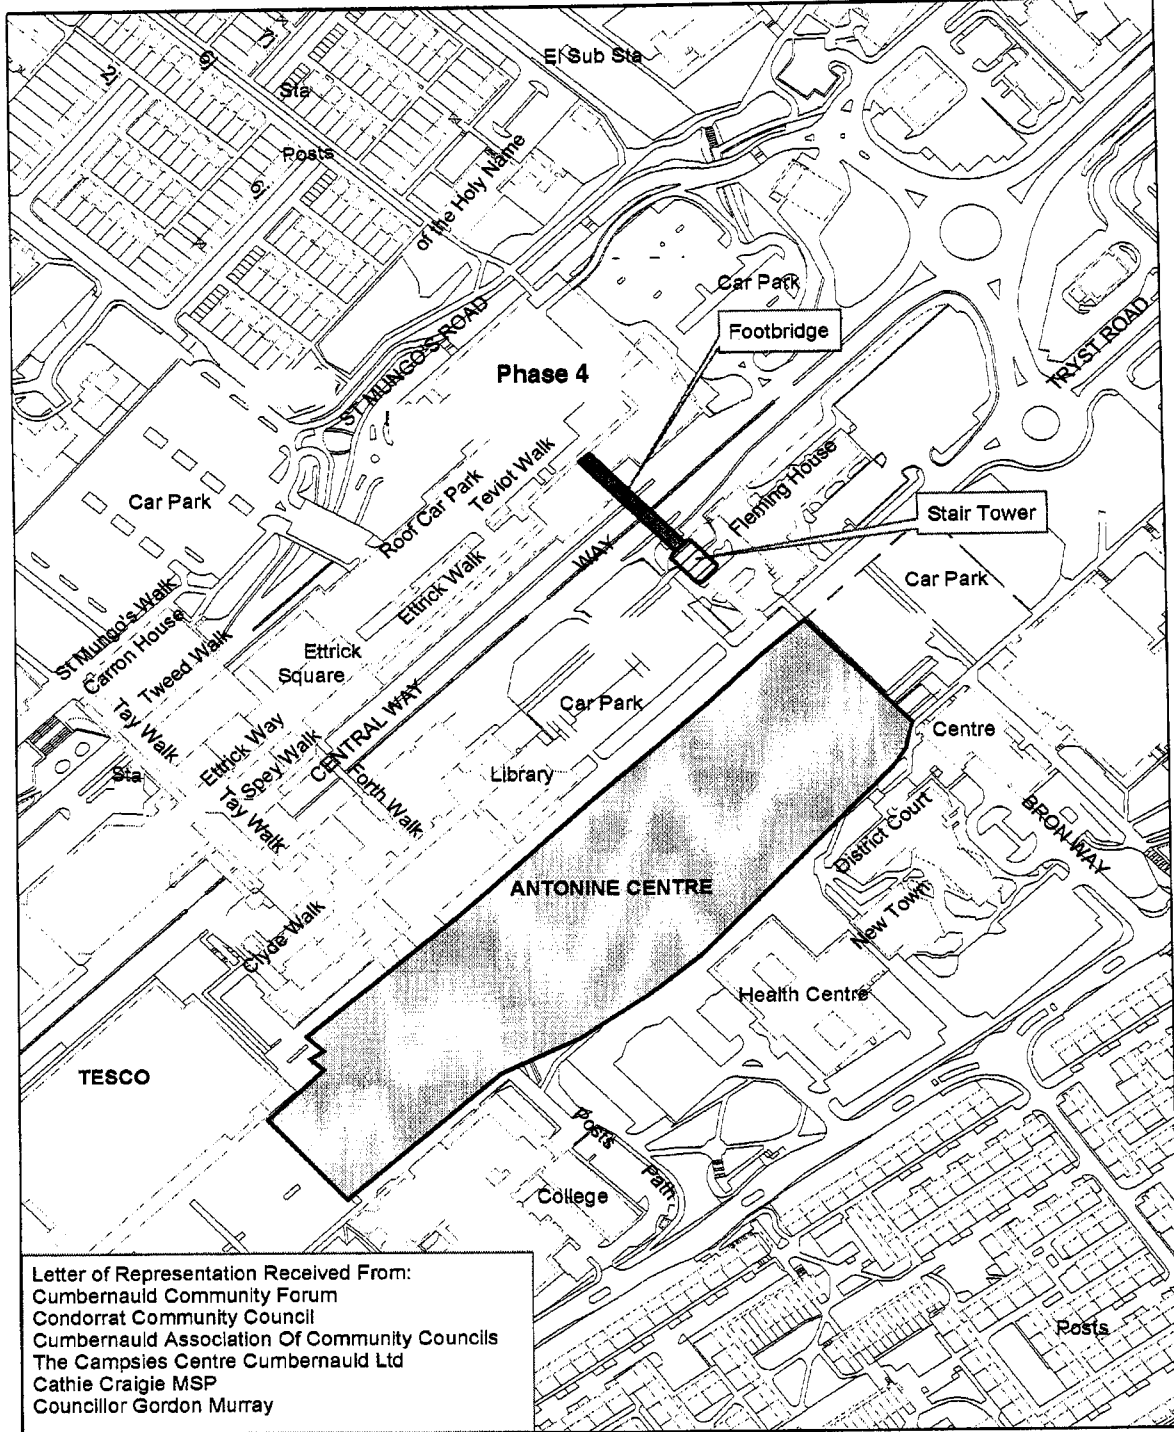 El Sub Sta
7
6
2
Sta
Posts
6
of the Holy Name
Car Park
Footbridge
TRYST ROAD
ST MUNGO'S ROAD
Phase 4
Car Park
Roof Car Park
Teviot Walk
Fleming House
Stair Tower
WAY
Ettrick Walk
Car Park
St Mungo's Walk
Carron House
Tweed Walk
Ettrick
Square
Tay Walk
Car Park
CENTRAL WAY
Centre
Ettrick Way
Spey Walk
Sta
Library
Forth Walk
Tay Walk
BRON WAY
District Court
ANTONINE CENTRE
New Town
Clyde Walk
Health Centre
TESCO
Posts
Path
College
Posts
Letter of Representation Received From:
Cumbernauld Community Forum
Condorrat Community Council
Cumbernauld Association Of Community Councils
The Campsies Centre Cumbernauld Ltd
Cathie Craigie MSP
Councillor Gordon Murray